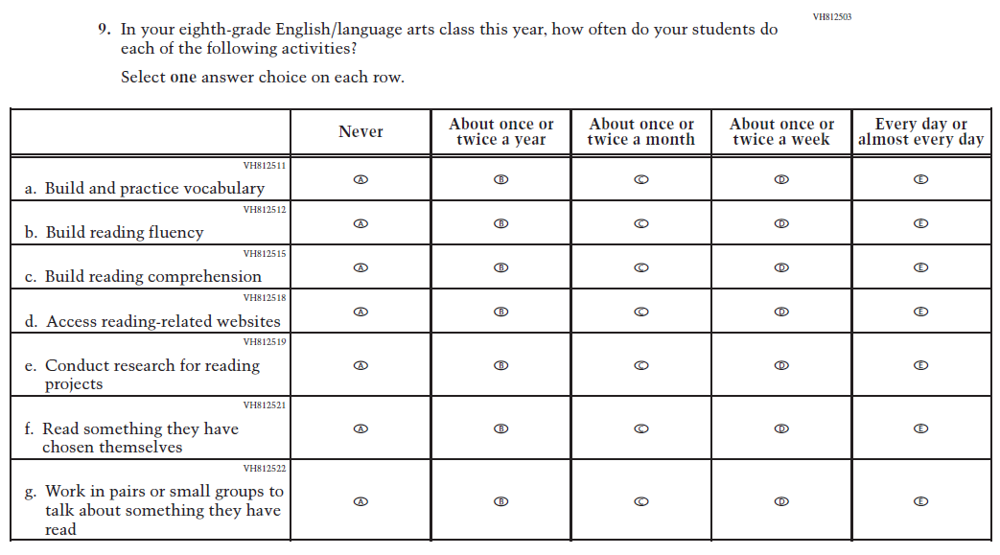 VH812503
9. In your eighth-grade English/language arts class this year, how often do your students do
each of the following activities?
Select one answer choice on each row.
Never
About once or
twice a year
About once or
twice a month
About once or
twice a week
Every day or
almost every day
VH812511
a. Build and practice vocabulary
A B C D E
VH812512
b. Build reading fluency
A B C D E
VH812515
c. Build reading comprehension
A B C D E
VH812518
d. Access reading-related websites
A B C D E
VH812519
e. Conduct research for reading
projects
A B C D E
VH812521
f. Read something they have
chosen themselves
A B C D E
VH812522
g. Work in pairs or small groups to
talk about something they have
read
A B C D E